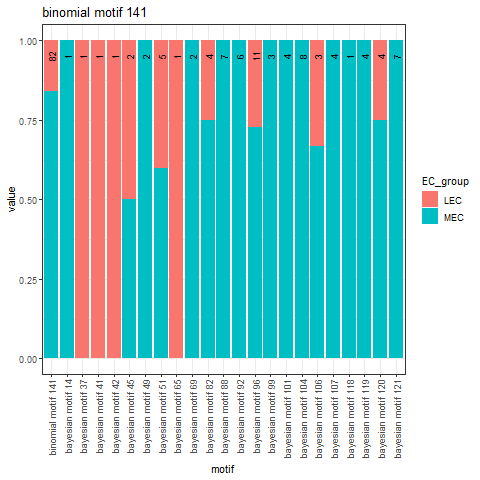 binomial motif 141
1.00
0.75
0.50
0.25
0.00
value
82
1
1
1
1
2
2
5
1
2
4
7
6
11
3
4
8
3
4
1
4
4
7
binomial motif 141
bayesian motif 14
bayesian motif 37
bayesian motif 41
bayesian motif 42
bayesian motif 45
bayesian motif 49
bayesian motif 51
bayesian motif 65
bayesian motif 69
bayesian motif 82
bayesian motif 88
bayesian motif 92
bayesian motif 96
bayesian motif 99
bayesian motif 101
bayesian motif 104
bayesian motif 106
bayesian motif 107
bayesian motif 118
bayesian motif 119
bayesian motif 120
bayesian motif 121
motif
EC_group
LEC
MEC